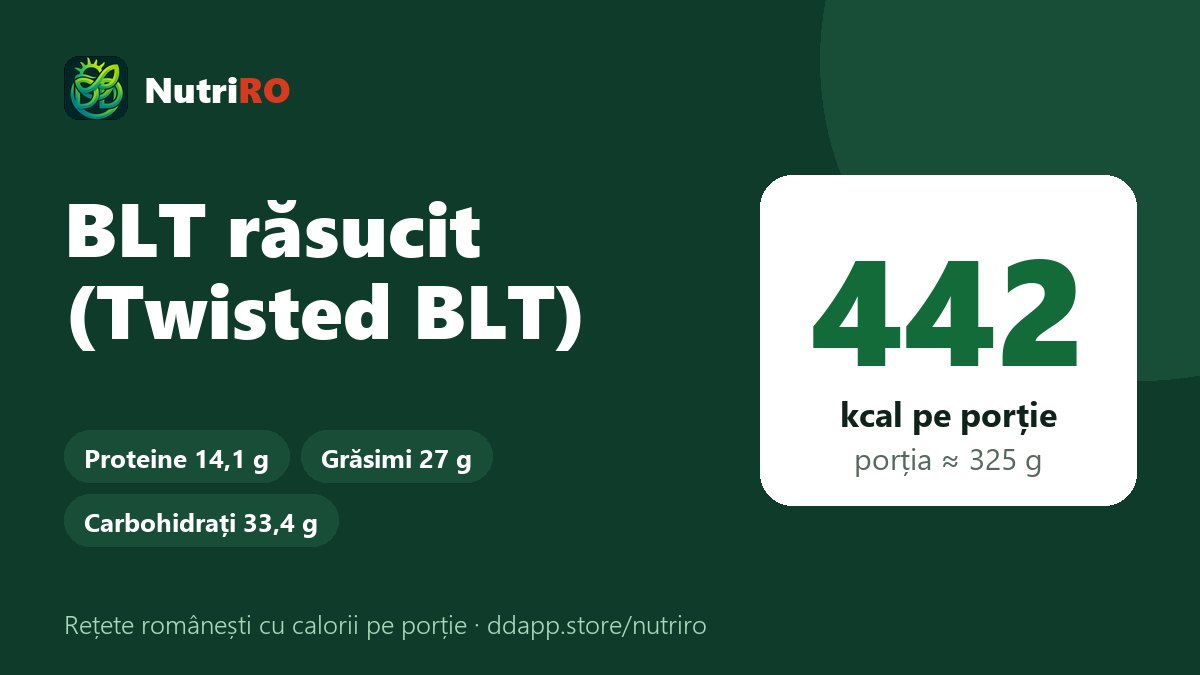 NutriRO
BLT răsucit
(Twisted BLT)
442
kcal pe porție
porția ≈ 325 g
Proteine 14,1 g
Grăsimi 27 g
Carbohidrați 33,4 g
Rețete românești cu calorii pe porție · ddapp.store/nutriro